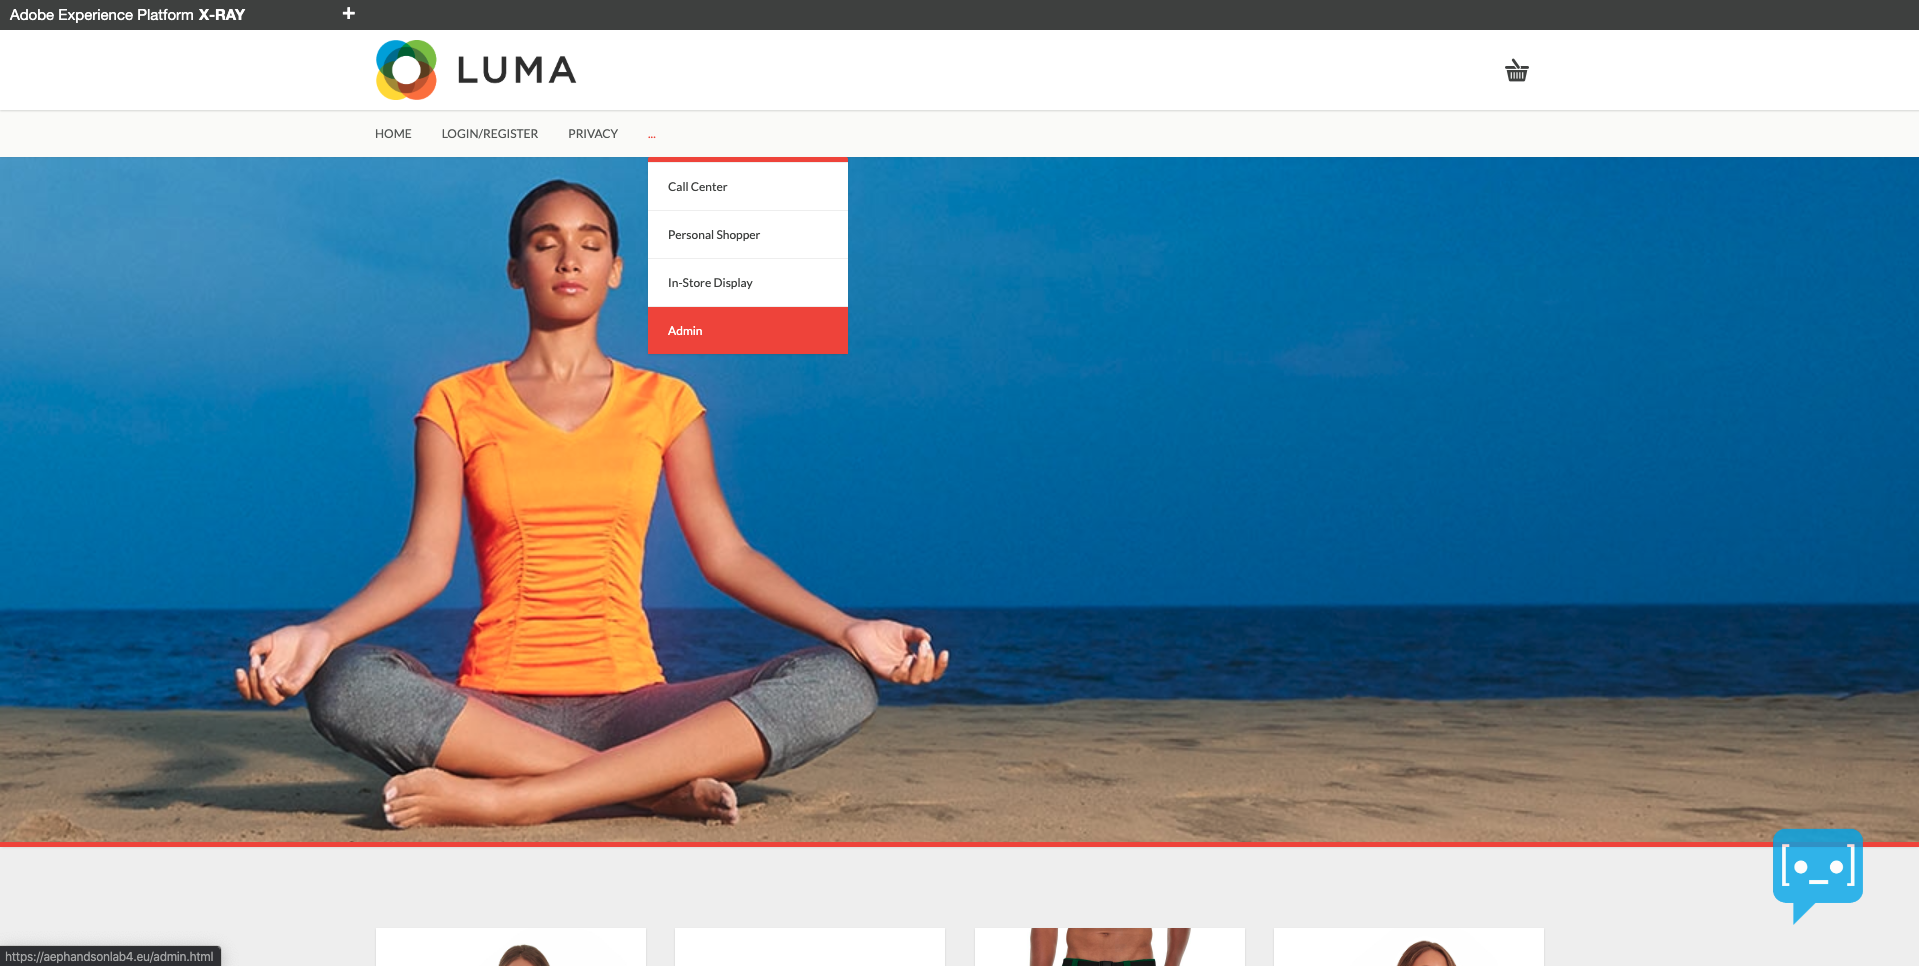 Adobe Experience Platform X-RAY +
LUMA
HOME LOGIN/REGISTER PRIVACY ...
Call Center
Personal Shopper
In-Store Display
Admin
[•_•]
https://aephandsonlab4.eu/admin.html